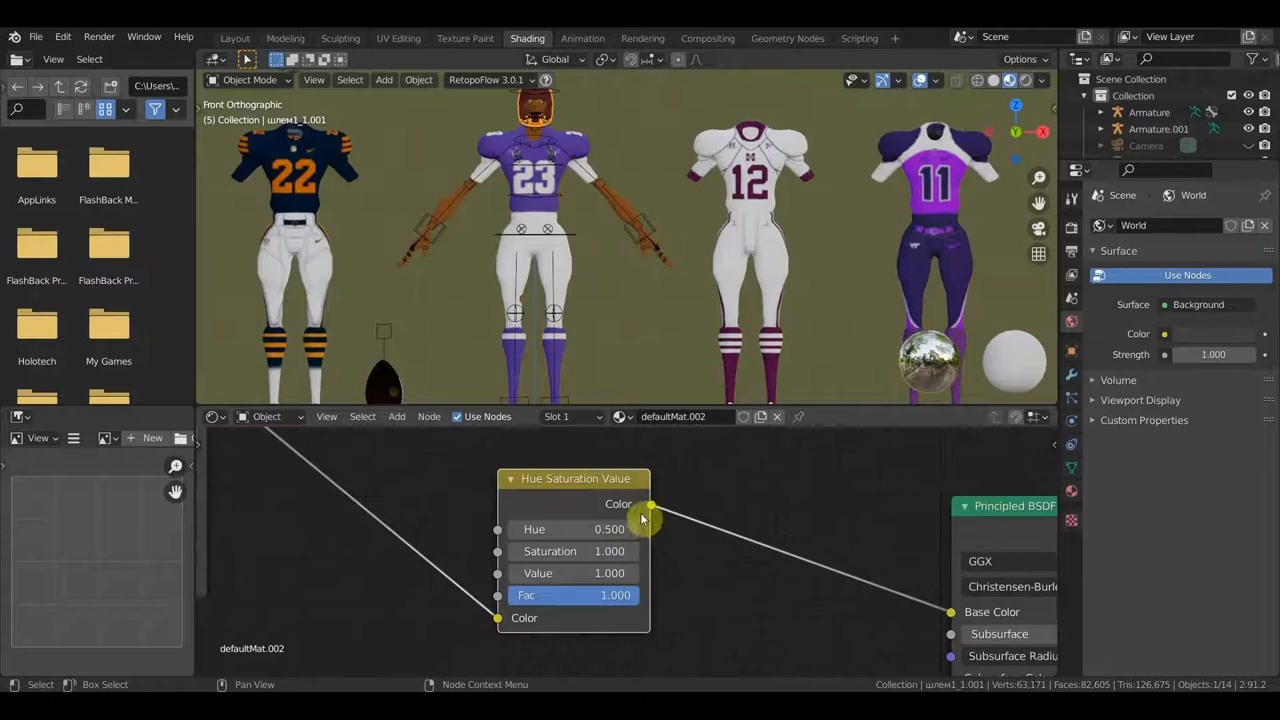 File Edit Render Window Help
Layout Modeling Sculpting UV Editing Texture Paint Shading Animation Rendering Compositing Geometry Nodes Scripting +
Scene
View Layer
View Select
C:\Users\...
AppLinks
FlashBack M...
FlashBack Pr...
FlashBack Pr...
Holotech
My Games
Global
Options
Object Mode View Select Add Object RetopoFlow 3.0.1
Front Orthographic
(5) Collection | шлем1_1.001
22
23
12
11
Z
Y
X
Scene Collection
Collection
Armature
Armature.001
Camera
Scene World
World
Surface
Use Nodes
Surface Background
Color
Strength 1.000
Volume
Viewport Display
Custom Properties
View + New
Object View Select Add Node Use Nodes Slot 1 defaultMat.002
Hue Saturation Value
Color
Hue 0.500
Saturation 1.000
Value 1.000
Fac 1.000
Color
Principled BSDF
GGX
Christensen-Burle
Base Color
Subsurface
Subsurface Radiu
defaultMat.002
Select Box Select Pan View Node Context Menu
Collection | шлем1_1.001 | Verts:63,171 | Faces:82,605 | Tris:126,675 | Objects:1/14 | 2.91.2